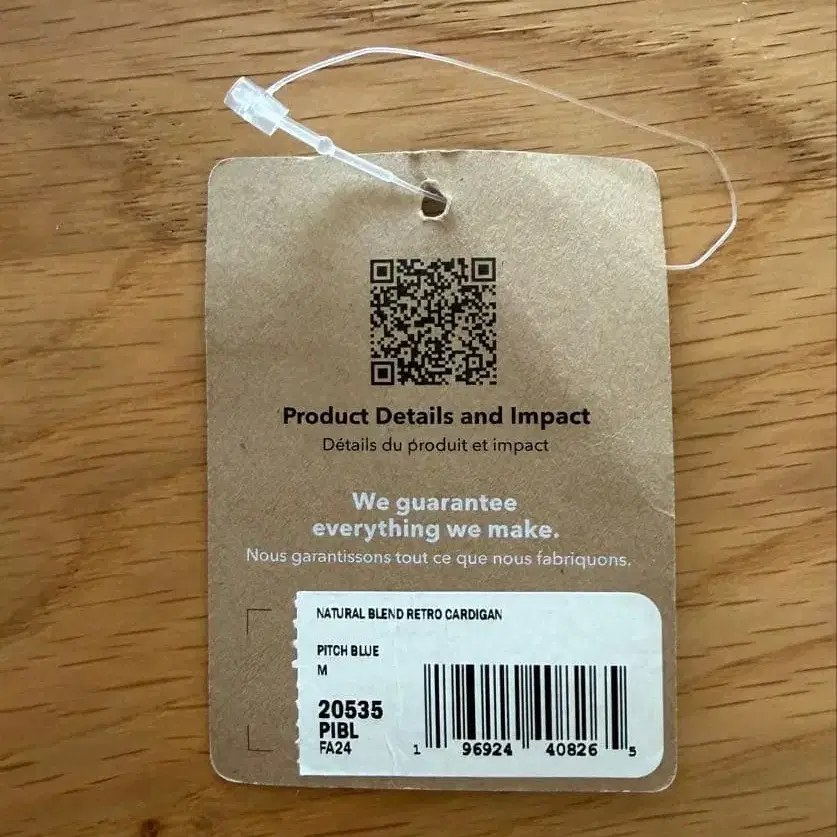 Product Details and Impact
Détails du produit et impact
We guarantee
everything we make.
Nous garantissons tout ce que nous fabriquons.
NATURAL BLEND RETRO CARDIGAN
PITCH BLUE
M
20535
PIBL
FA24
1 96924 40826 5